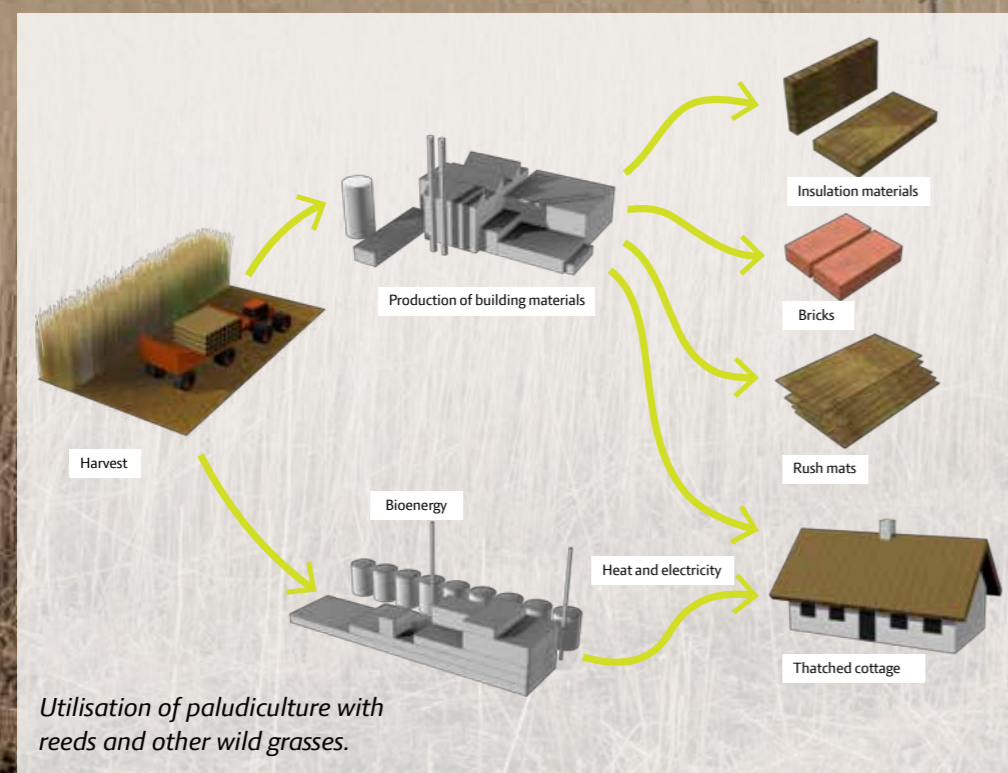 Insulation materials
Production of building materials
Bricks
Harvest
Rush mats
Bioenergy
Heat and electricity
Thatched cottage
Utilisation of paludiculture with
reeds and other wild grasses.